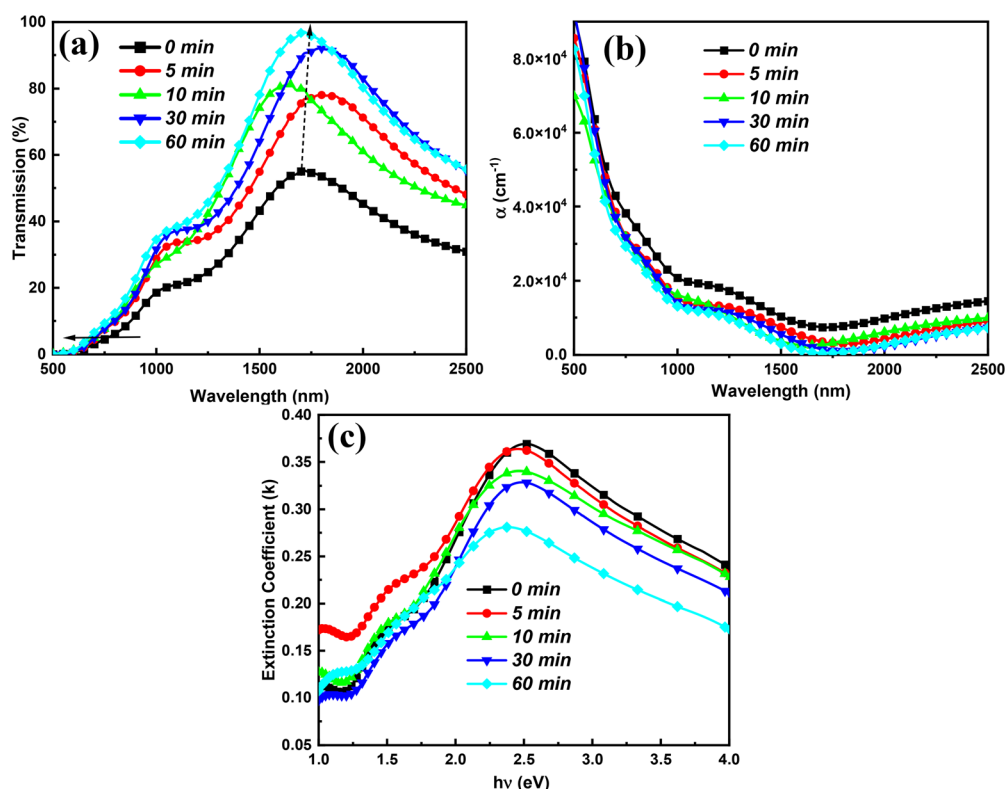 (a)
0 min
5 min
10 min
30 min
60 min
Transmission (%)
100
80
60
40
20
0
500 1000 1500 2000 2500
Wavelength (nm)
(b)
0 min
5 min
10 min
30 min
60 min
α (cm⁻¹)
8.0×10⁴
6.0×10⁴
4.0×10⁴
2.0×10⁴
0.0
500 1000 1500 2000 2500
Wavelength (nm)
(c)
0 min
5 min
10 min
30 min
60 min
Extinction Coefficient (k)
0.40
0.35
0.30
0.25
0.20
0.15
0.10
0.05
1.0 1.5 2.0 2.5 3.0 3.5 4.0
hν (eV)